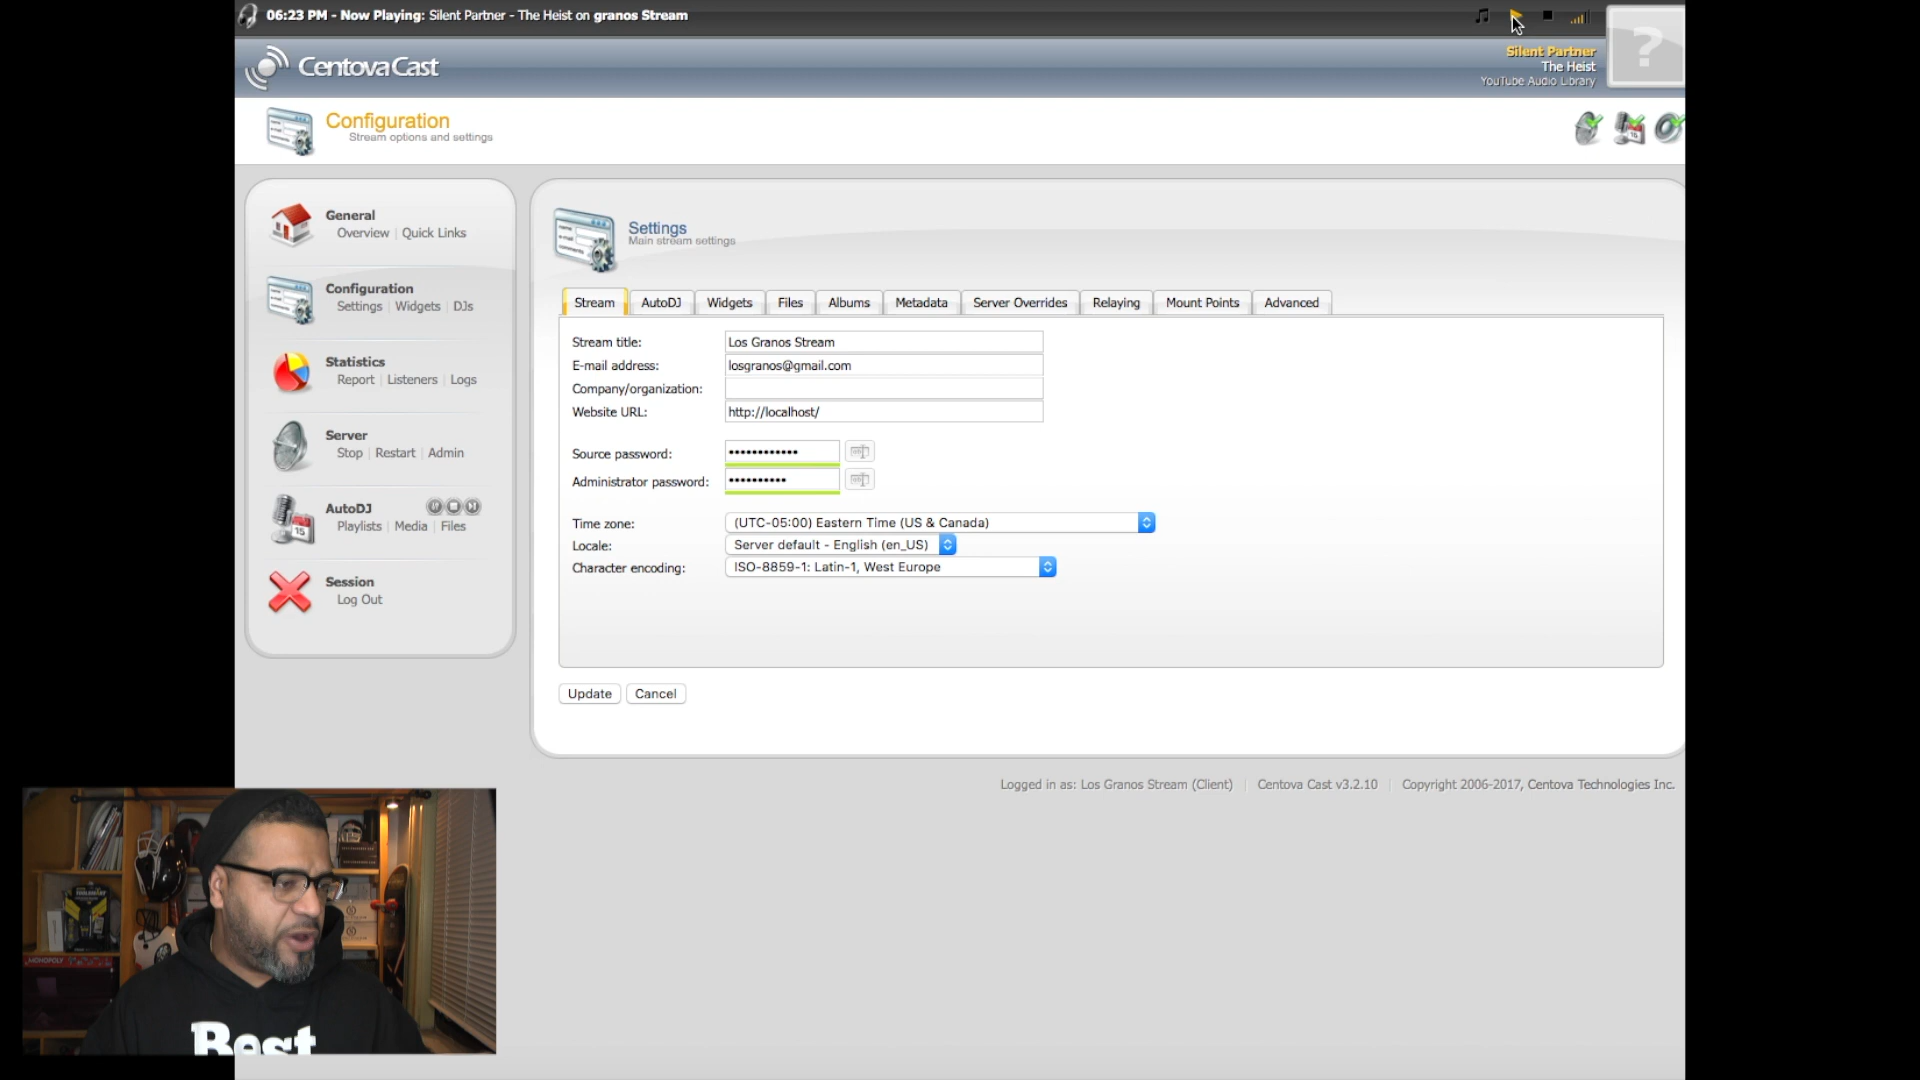 06:23 PM - Now Playing: Silent Partner - The Heist on granos Stream
CentovaCast
Silent Partner
The Heist
YouTube Audio Library
?
Configuration
Stream options and settings
General
Overview | Quick Links
Configuration
Settings | Widgets | DJs
Statistics
Report | Listeners | Logs
Server
Stop | Restart | Admin
AutoDJ
15
Playlists | Media | Files
Session
Log Out
Settings
Main stream settings
Stream AutoDJ Widgets Files Albums Metadata Server Overrides Relaying Mount Points Advanced
Stream title: Los Granos Stream
E-mail address: losgranos@gmail.com
Company/organization:
Website URL: http://localhost/
Source password: ••••••••••••
Administrator password: ••••••••••
Time zone: (UTC-05:00) Eastern Time (US & Canada)
Locale: Server default - English (en_US)
Character encoding: ISO-8859-1: Latin-1, West Europe
Update Cancel
Logged in as: Los Granos Stream (Client) | Centova Cast v3.2.10 | Copyright 2006-2017, Centova Technologies Inc.
MONOPOLY
Best